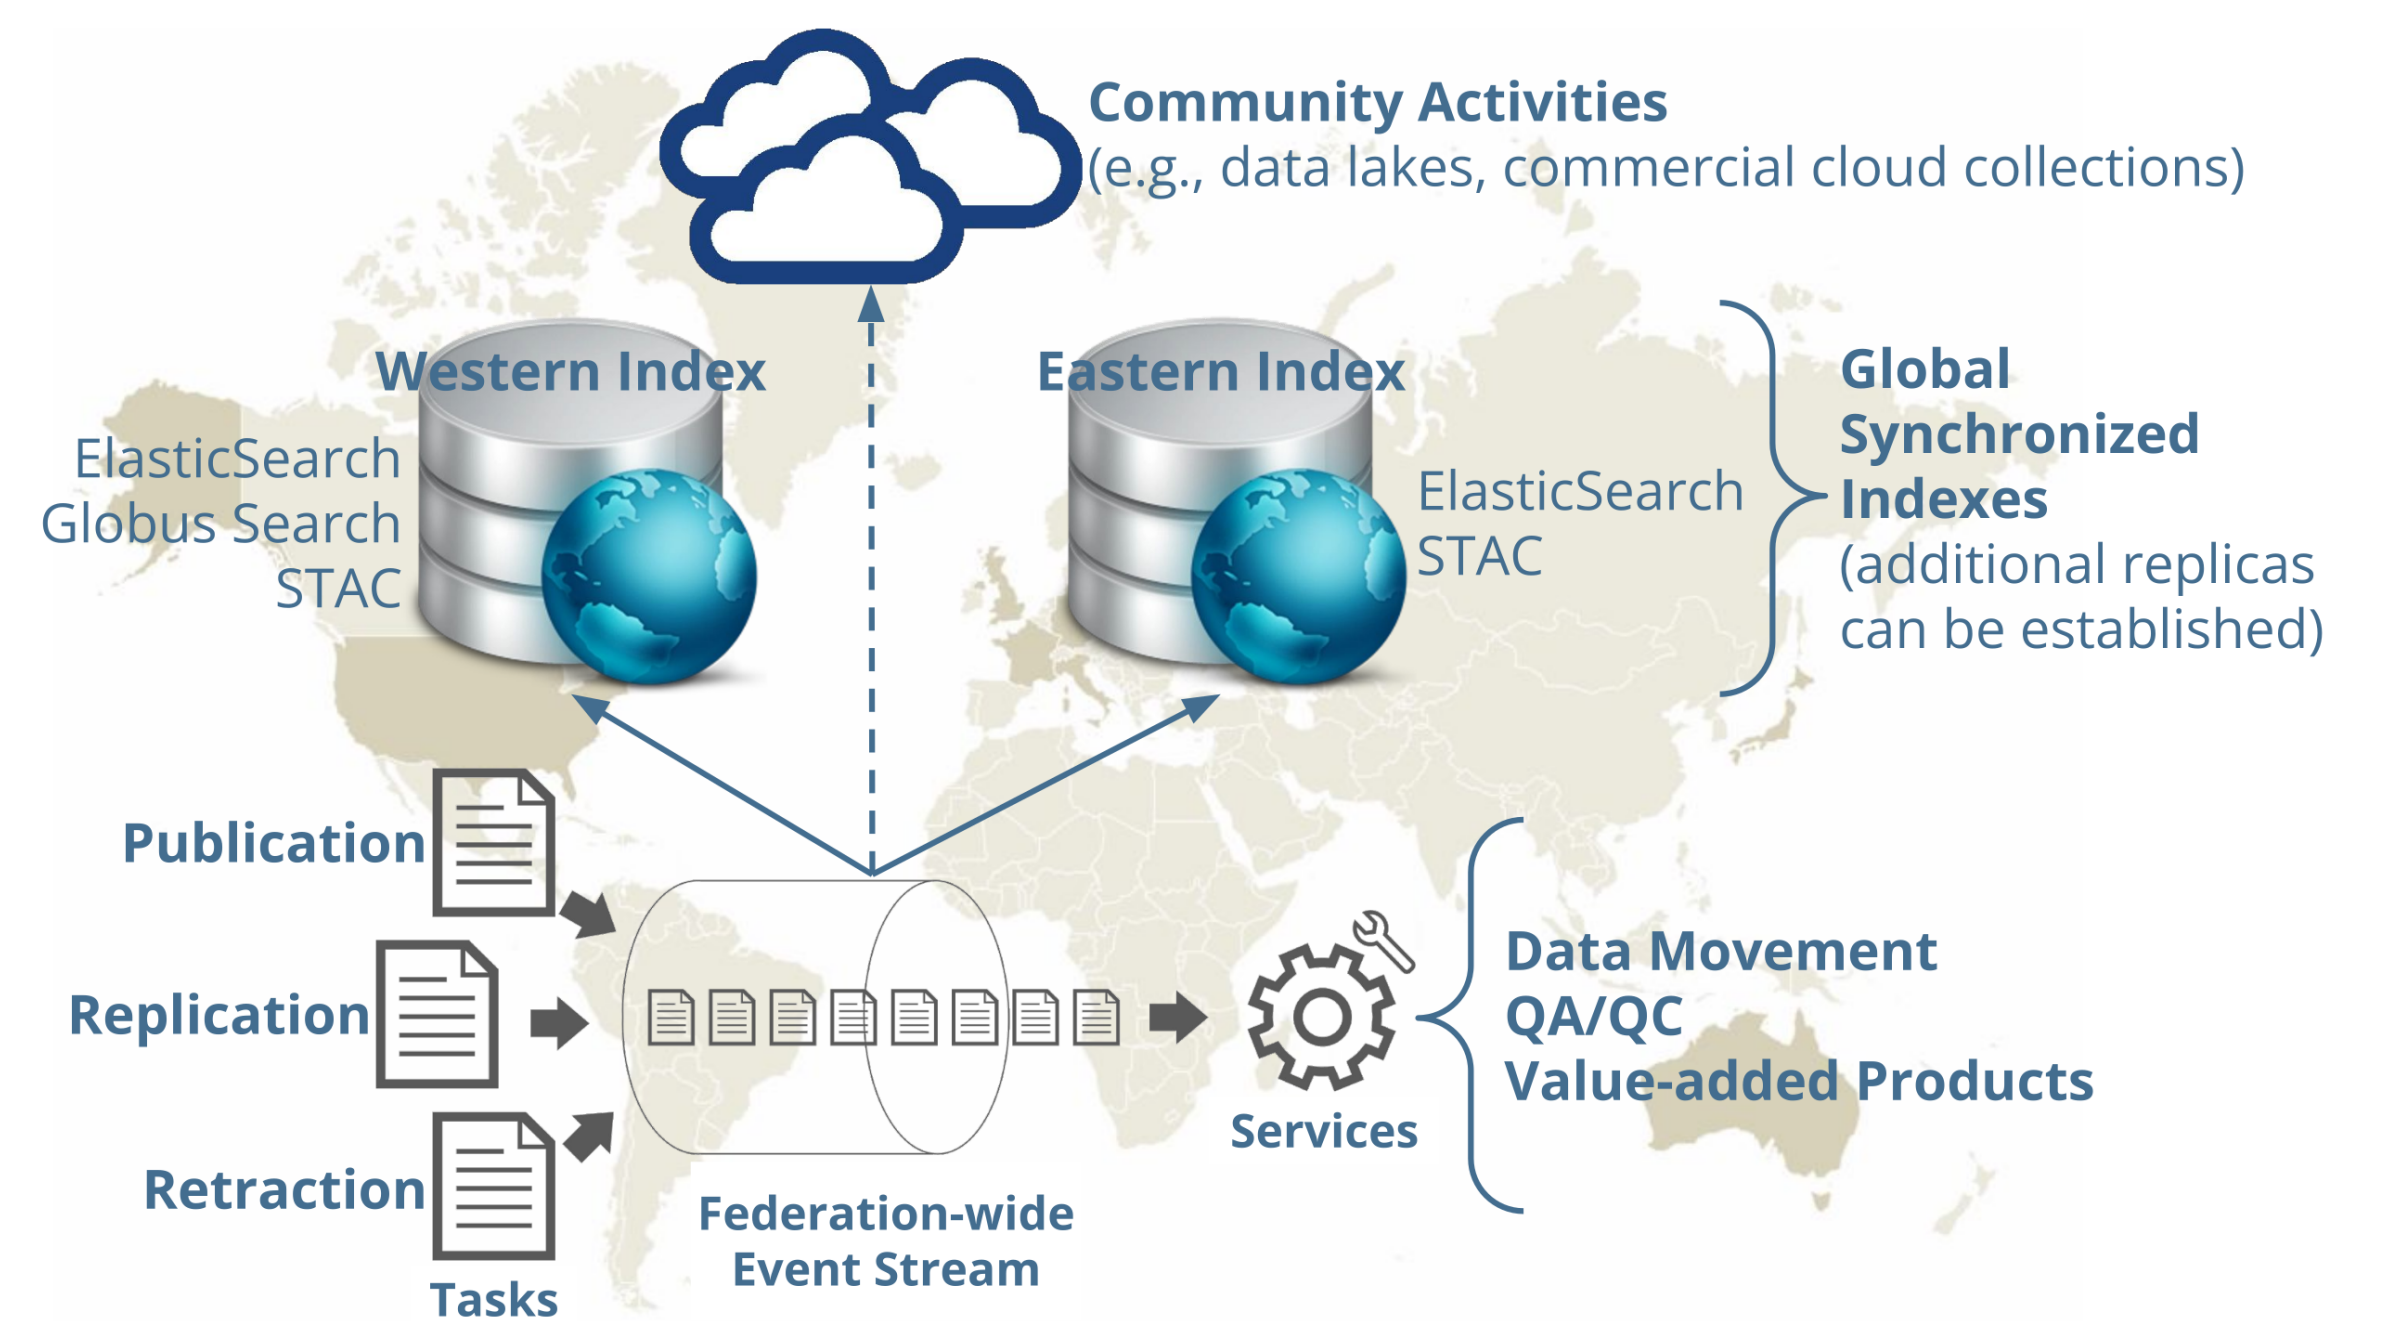 Community Activities
(e.g., data lakes, commercial cloud collections)
Western Index
ElasticSearch
Globus Search
STAC
Eastern Index
ElasticSearch
STAC
Global
Synchronized
Indexes
(additional replicas
can be established)
Publication
Replication
Retraction
Tasks
Federation-wide
Event Stream
Services
Data Movement
QA/QC
Value-added Products